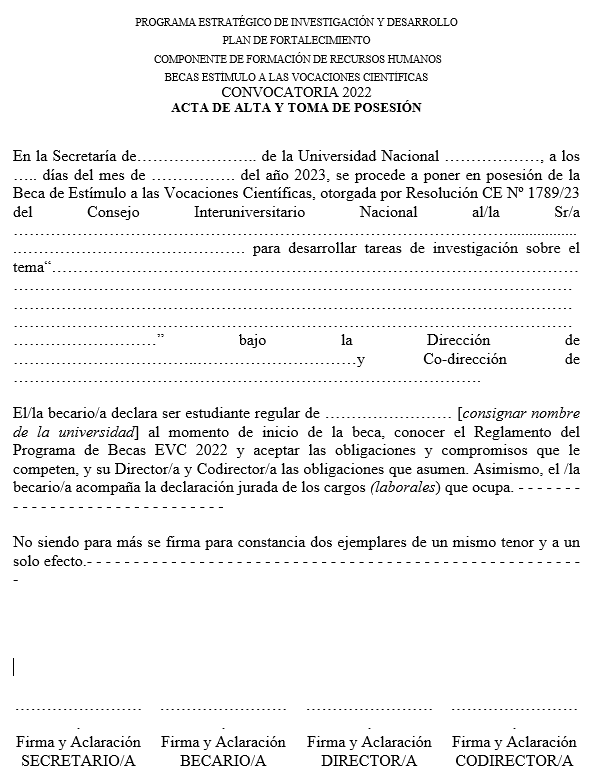 PROGRAMA ESTRATÉGICO DE INVESTIGACIÓN Y DESARROLLO
PLAN DE FORTALECIMIENTO
COMPONENTE DE FORMACIÓN DE RECURSOS HUMANOS
BECAS ESTÍMULO A LAS VOCACIONES CIENTÍFICAS
CONVOCATORIA 2022
ACTA DE ALTA Y TOMA DE POSESIÓN
En la Secretaría de…………………….. de la Universidad Nacional ………………, a los
….. días del mes de ……………. del año 2023, se procede a poner en posesión de la
Beca de Estímulo a las Vocaciones Científicas, otorgada por Resolución CE Nº 1789/23
del Consejo Interuniversitario Nacional al/la Sr/a
………………………………………………………………………………...................
.……………………………………. para desarrollar tareas de investigación sobre el
tema“…………………………………………………………………………………………
……………………………………………………………………………………………
……………………………………………………………………………………………
……………………………………………………………………………………………
………………………” bajo la Dirección de
……………………………...……………………………y Co-dirección de
……………………………………………………………………………
El/la becario/a declara ser estudiante regular de …………………… [consignar nombre
de la universidad] al momento de inicio de la beca, conocer el Reglamento del
Programa de Becas EVC 2022 y aceptar las obligaciones y compromisos que le
competen, y su Director/a y Codirector/a las obligaciones que asumen. Asimismo, el /la
becario/a acompaña la declaración jurada de los cargos (laborales) que ocupa. - - - - - - -
- - - - - - - - - - - - - - - - - - - - - - - -
No siendo para más se firma para constancia dos ejemplares de un mismo tenor y a un
solo efecto.- - - - - - - - - - - - - - - - - - - - - - - - - - - - - - - - - - - - - - - - - - - - - - - - - - - - - -
-
…………………… …………………… …………………… ……………………
. . . .
Firma y Aclaración Firma y Aclaración Firma y Aclaración Firma y Aclaración
SECRETARIO/A BECARIO/A DIRECTOR/A CODIRECTOR/A